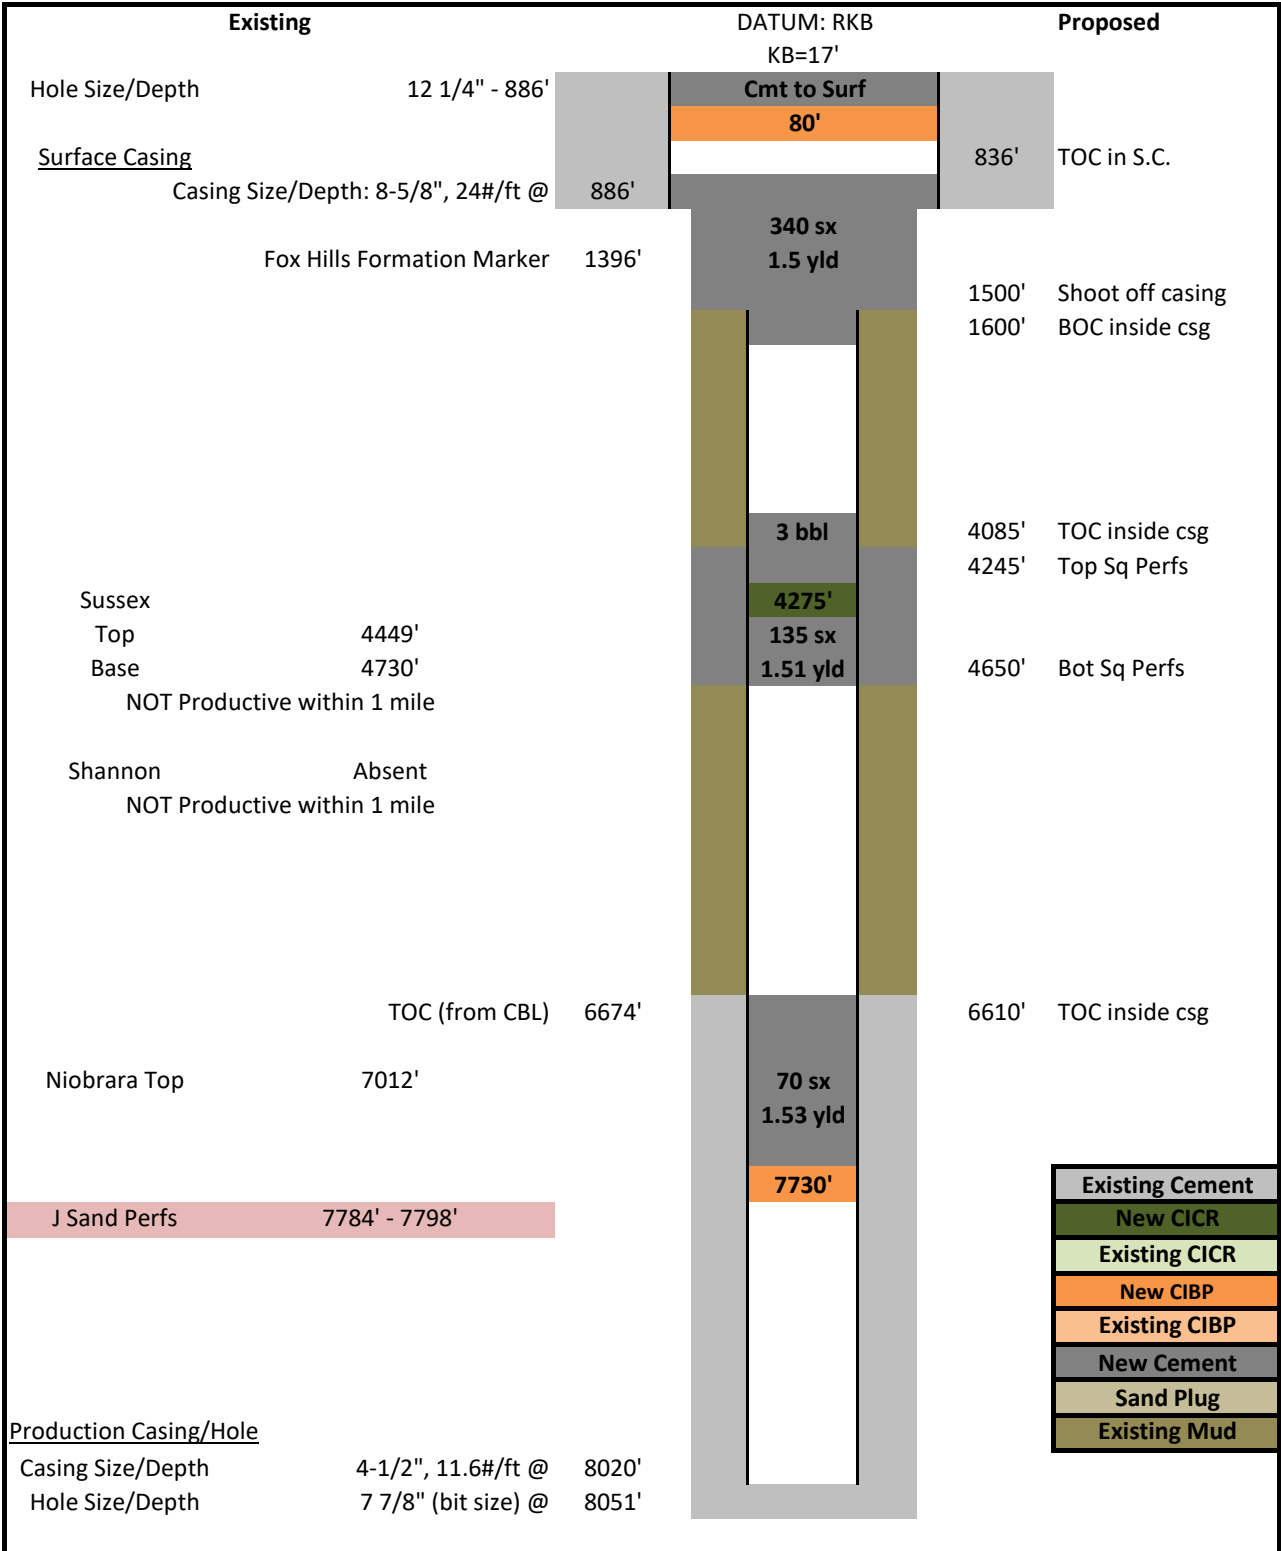 Existing DATUM: RKB Proposed
KB=17'
Hole Size/Depth 12 1/4" - 886' Cmt to Surf
80'
Surface Casing 836' TOC in S.C.
Casing Size/Depth: 8-5/8", 24#/ft @ 886'
340 sx
Fox Hills Formation Marker 1396' 1.5 yld
1500' Shoot off casing
1600' BOC inside csg
3 bbl 4085' TOC inside csg
4245' Top Sq Perfs
Sussex 4275'
Top 4449' 135 sx
Base 4730' 1.51 yld 4650' Bot Sq Perfs
NOT Productive within 1 mile
Shannon Absent
NOT Productive within 1 mile
TOC (from CBL) 6674' 6610' TOC inside csg
Niobrara Top 7012' 70 sx
1.53 yld
7730' Existing Cement
J Sand Perfs 7784' - 7798' New CICR
Existing CICR
New CIBP
Existing CIBP
New Cement
Sand Plug
Production Casing/Hole Existing Mud
Casing Size/Depth 4-1/2", 11.6#/ft @ 8020'
Hole Size/Depth 7 7/8" (bit size) @ 8051'